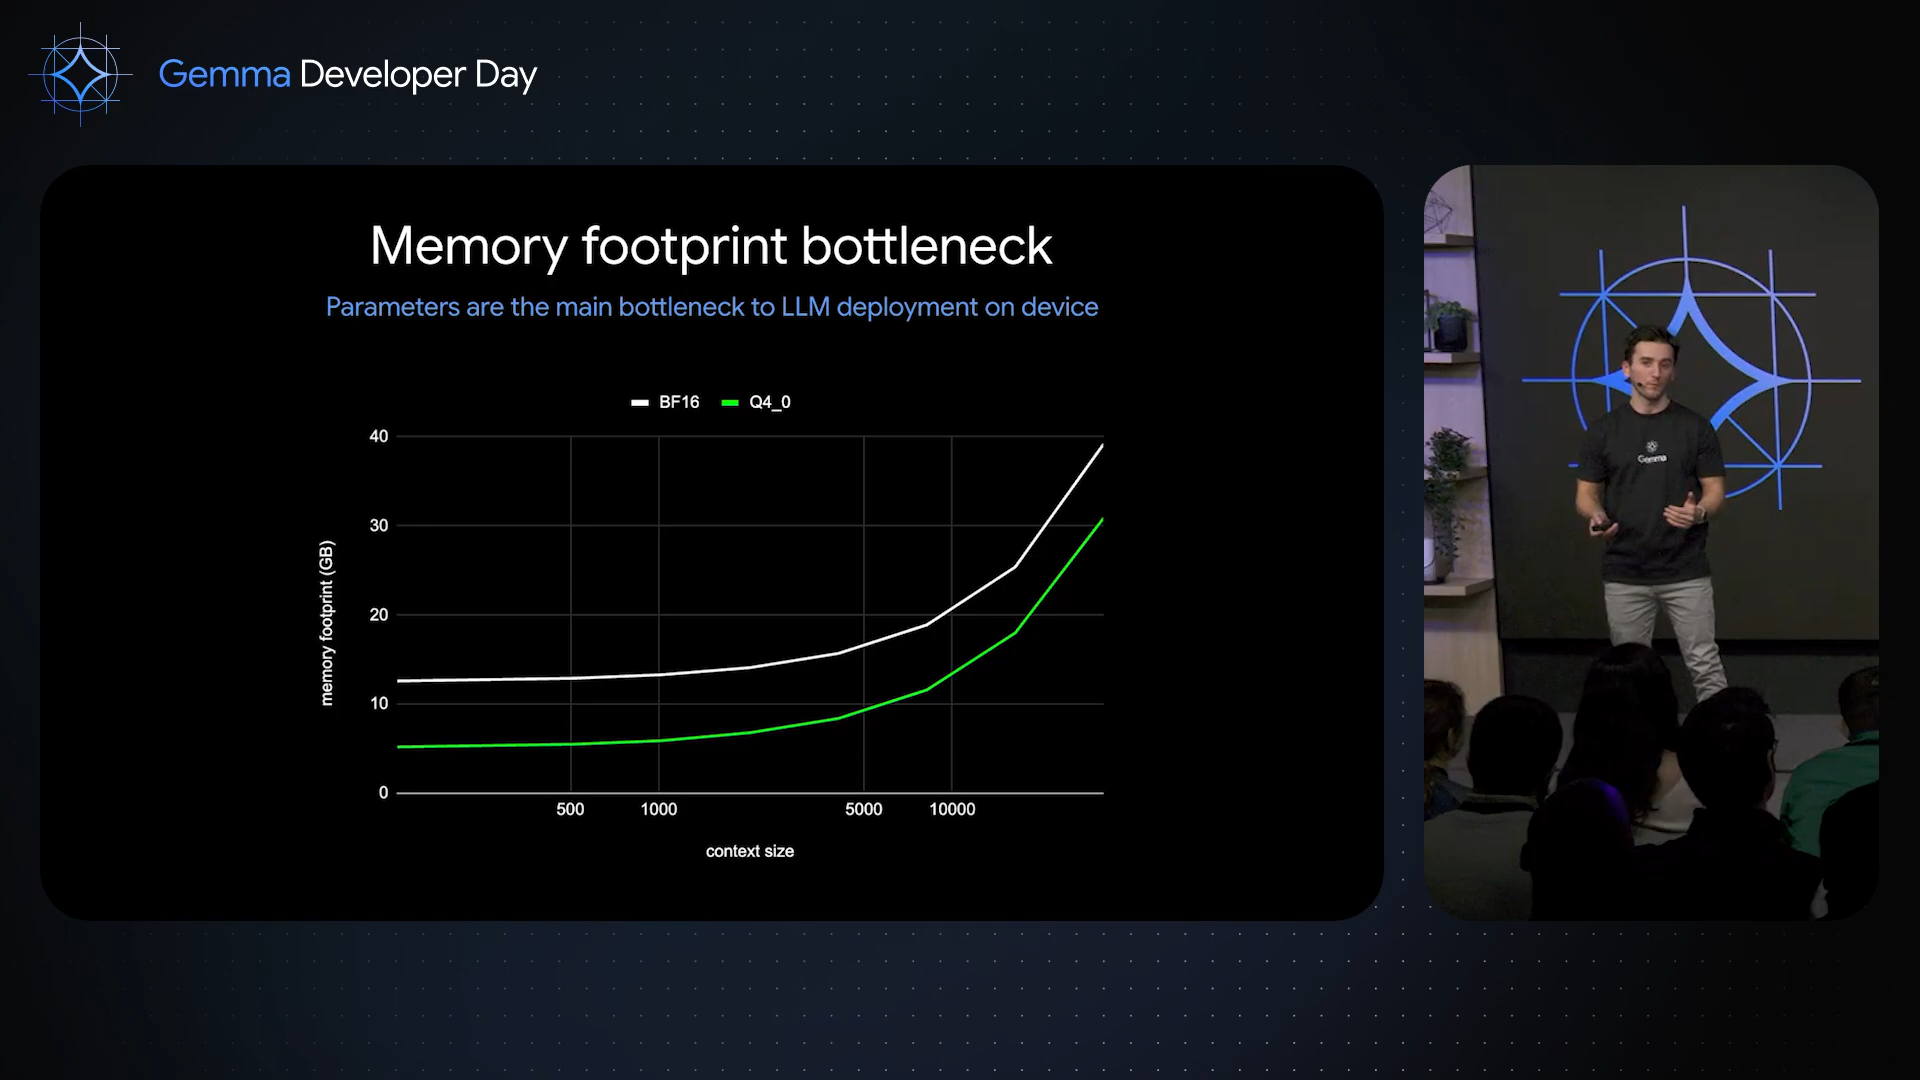 Gemma Developer Day
Memory footprint bottleneck
Parameters are the main bottleneck to LLM deployment on device
BF16 Q4_0
40
30
20
10
0
memory footprint (GB)
500 1000 5000 10000
context size
Gemma